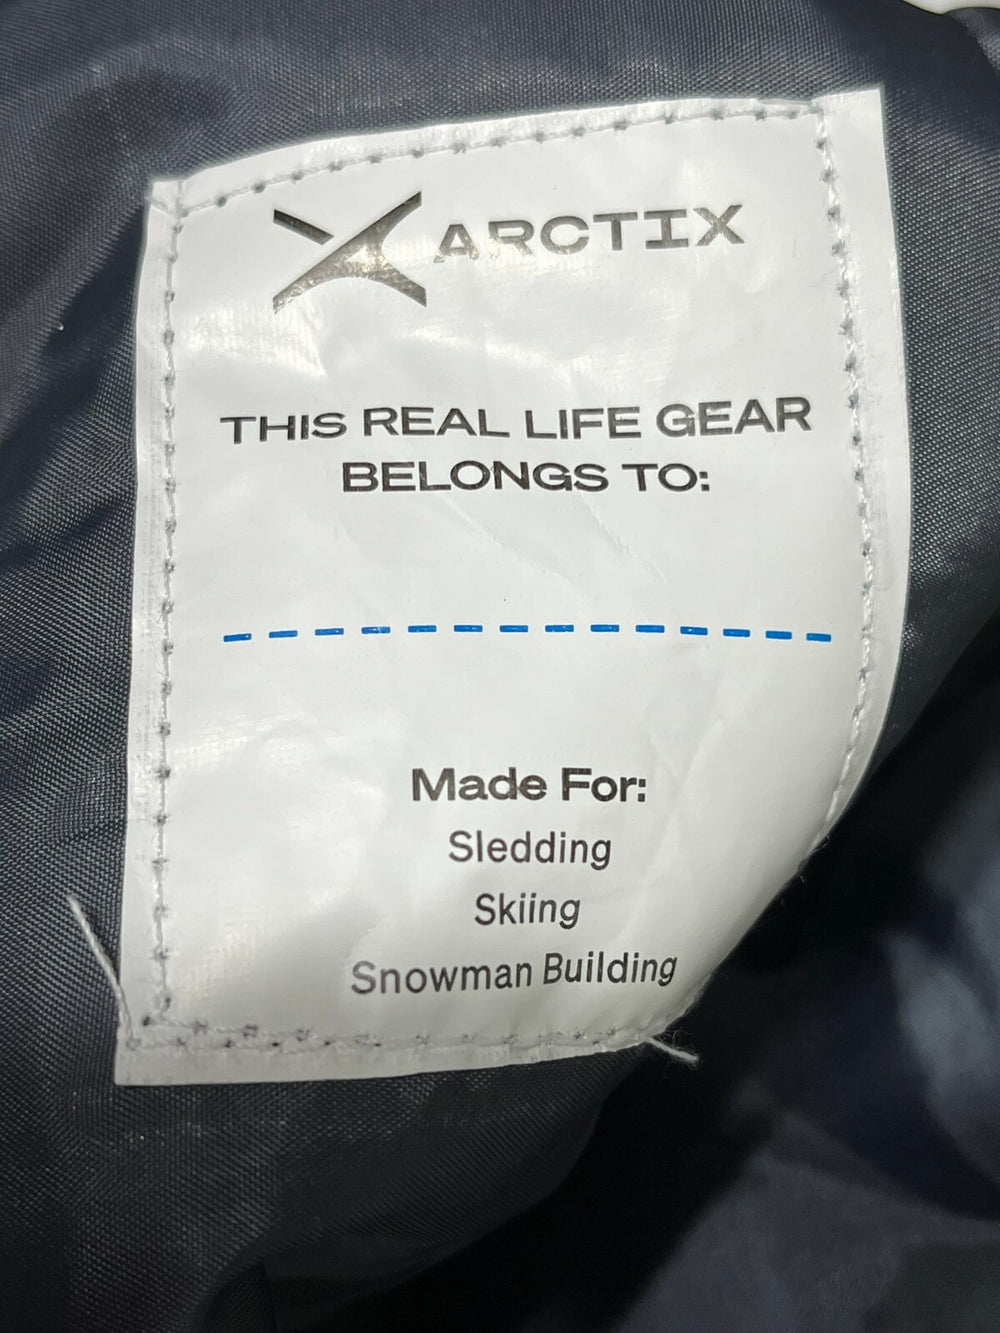 ARCTIX
THIS REAL LIFE GEAR
BELONGS TO:
Made For:
Sledding
Skiing
Snowman Building